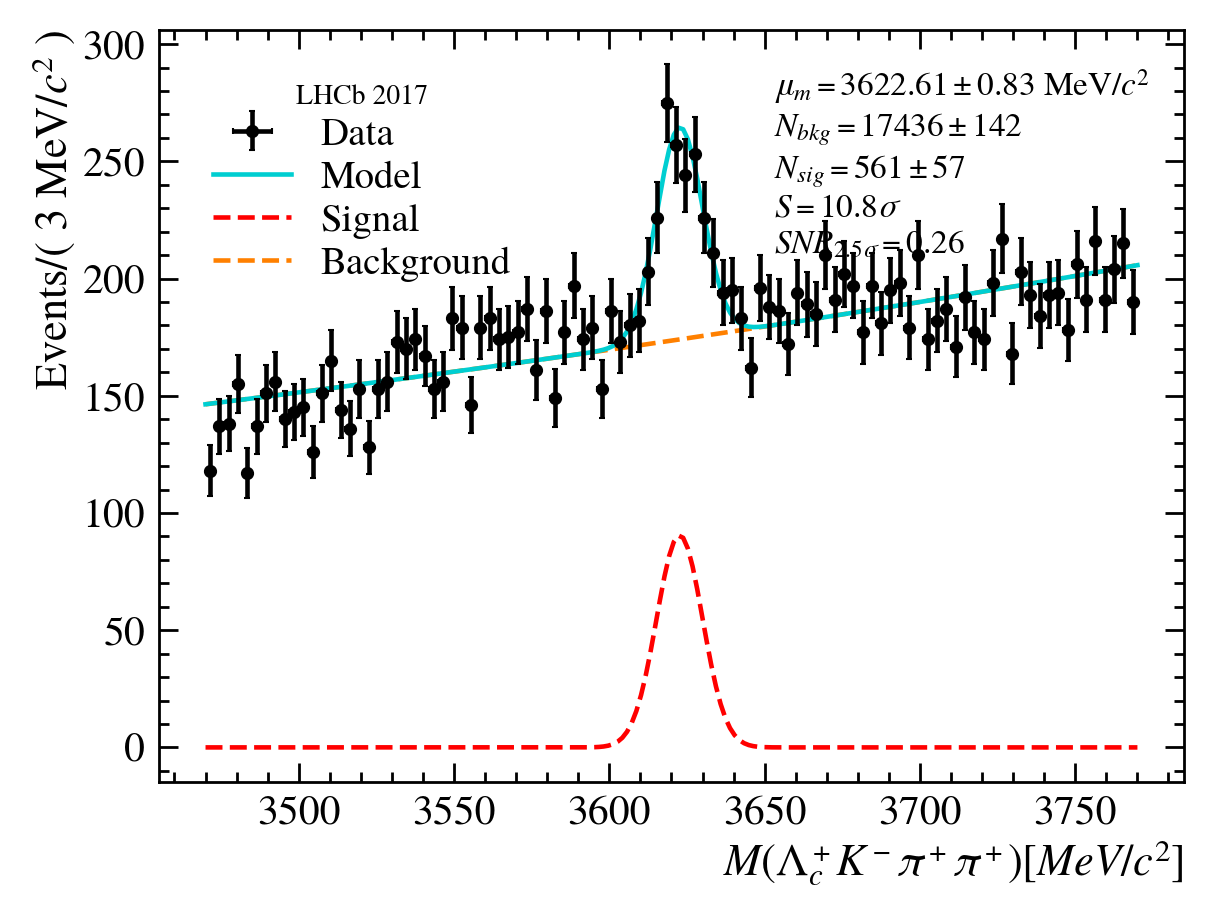 Events/( 3 MeV/c² )
300
250
200
150
100
50
0
LHCb 2017
Data
Model
Signal
Background
μ_m = 3622.61 ± 0.83 MeV/c²
N_bkg = 17436 ± 142
N_sig = 561 ± 57
S = 10.8σ
SNR_2.5σ = 0.26
3500 3550 3600 3650 3700 3750
M(Λ_c^+ K^- π^+ π^+)[MeV/c²]